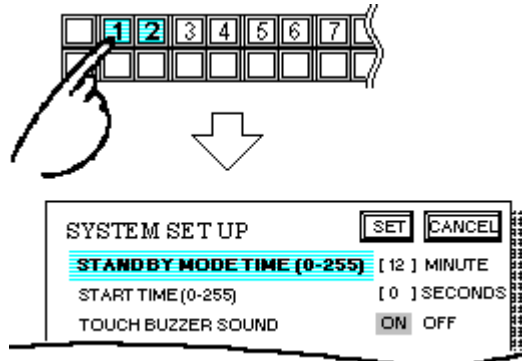 1 2 3 4 5 6 7
SYSTEM SET UP SET CANCEL
STANDBY MODE TIME (0-255) [ 12 ] MINUTE
START TIME (0-255) [ 0 ] SECONDS
TOUCH BUZZER SOUND ON OFF